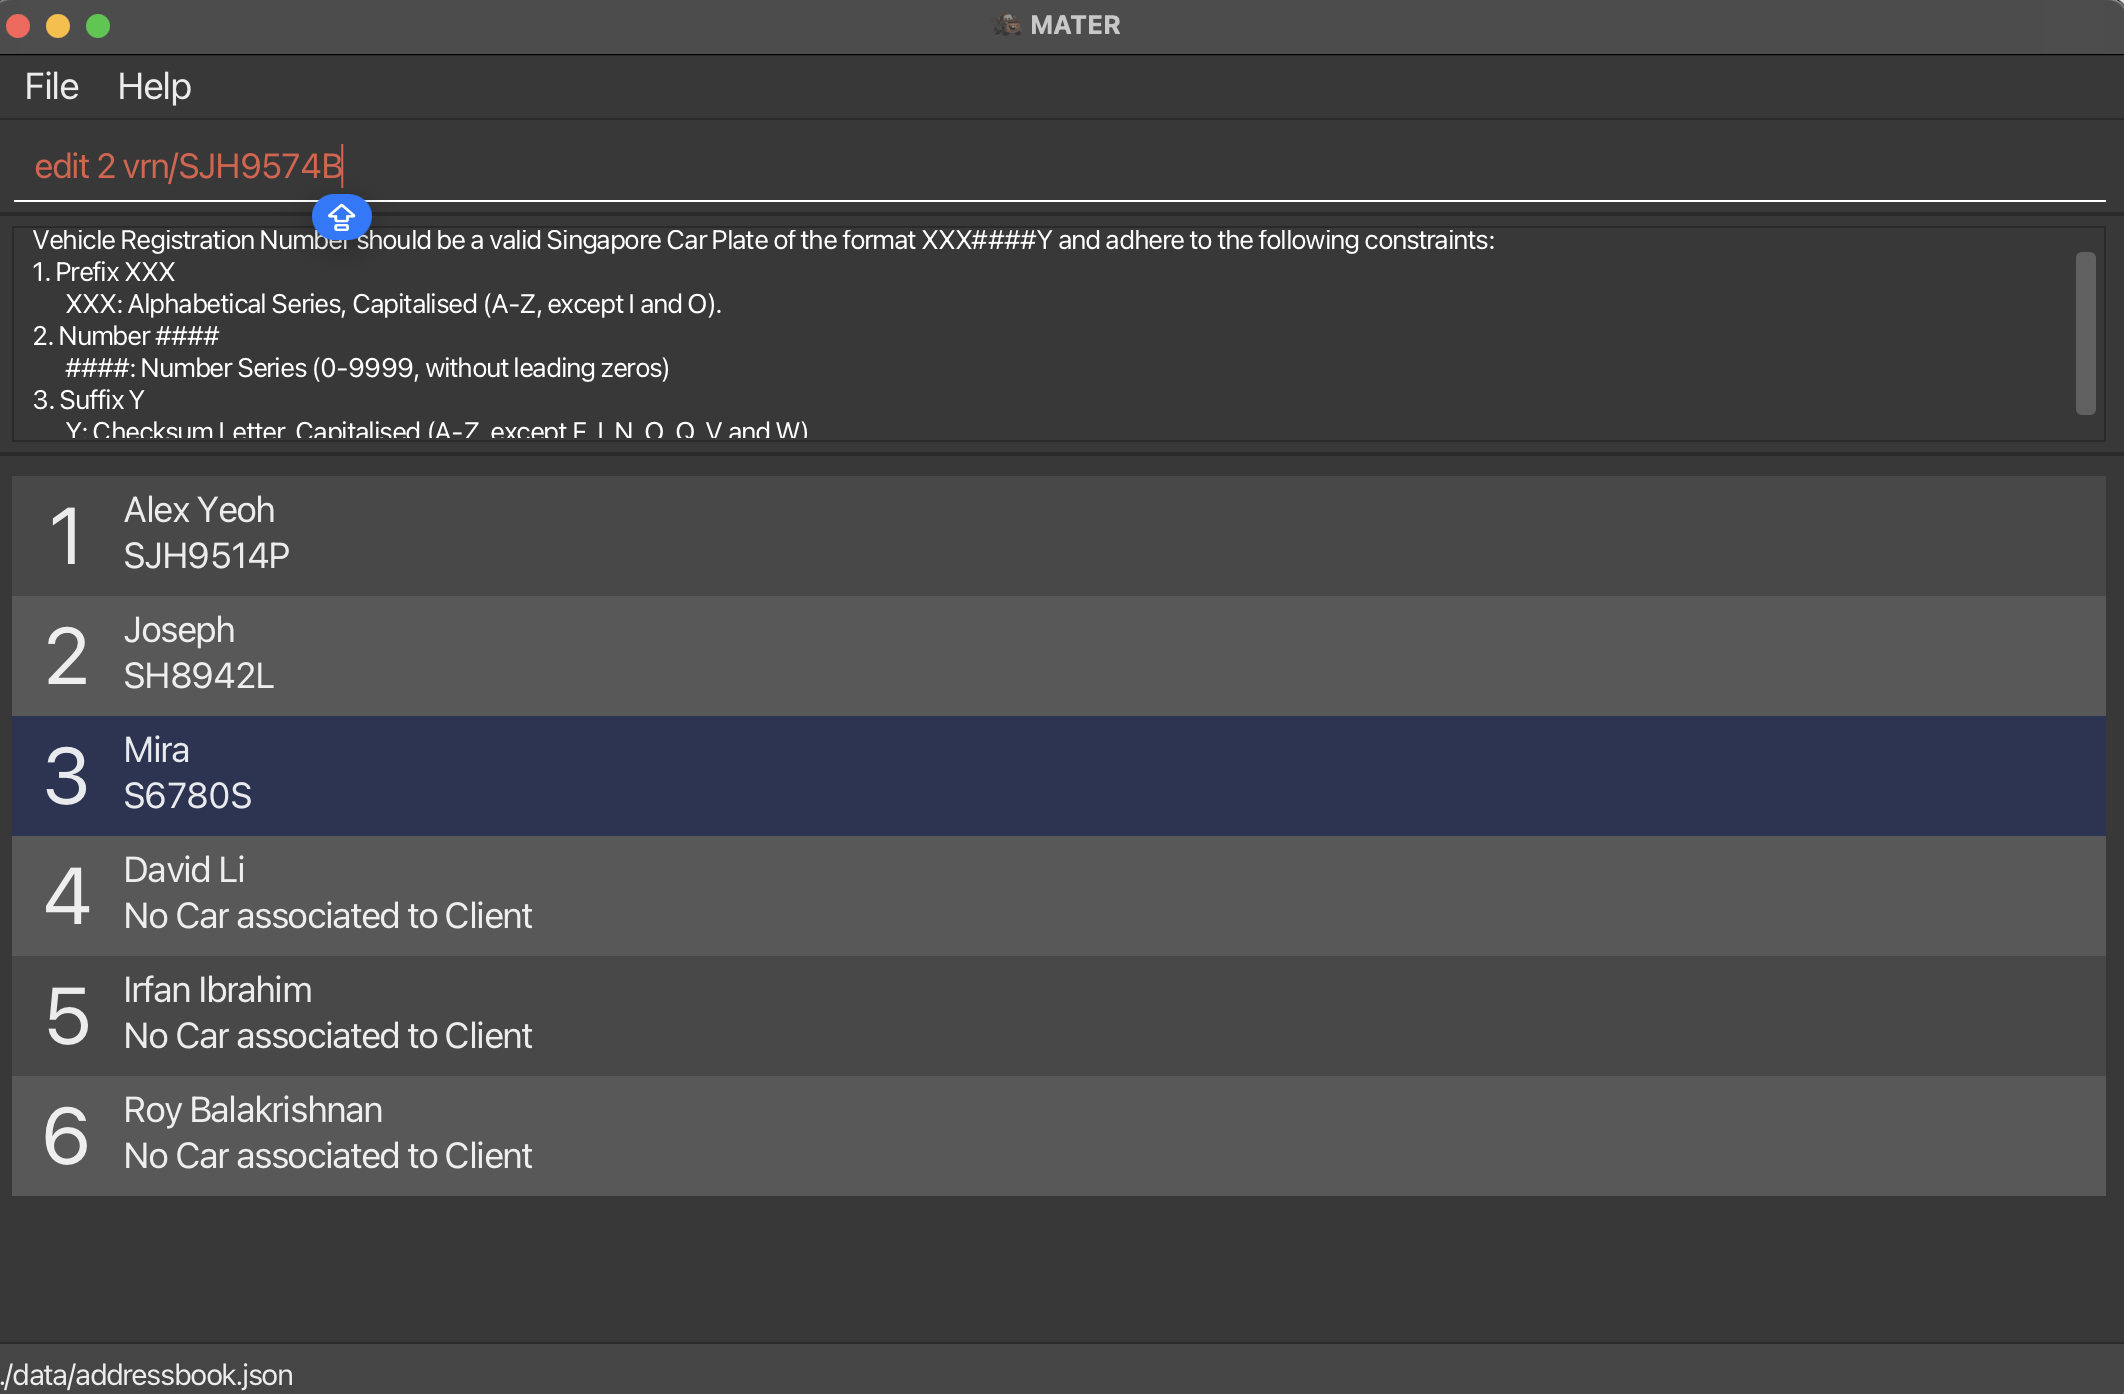 MATER
File Help
edit 2 vrn/SJH9574B
Vehicle Registration Number should be a valid Singapore Car Plate of the format XXX####Y and adhere to the following constraints:
1. Prefix XXX
XXX: Alphabetical Series, Capitalised (A-Z, except I and O).
2. Number ####
####: Number Series (0-9999, without leading zeros)
3. Suffix Y
Y: Checksum Letter, Capitalised (A-Z, except F, I, N, O, Q, V and W)
1 Alex Yeoh
SJH9514P
2 Joseph
SH8942L
3 Mira
S6780S
4 David Li
No Car associated to Client
5 Irfan Ibrahim
No Car associated to Client
6 Roy Balakrishnan
No Car associated to Client
./data/addressbook.json